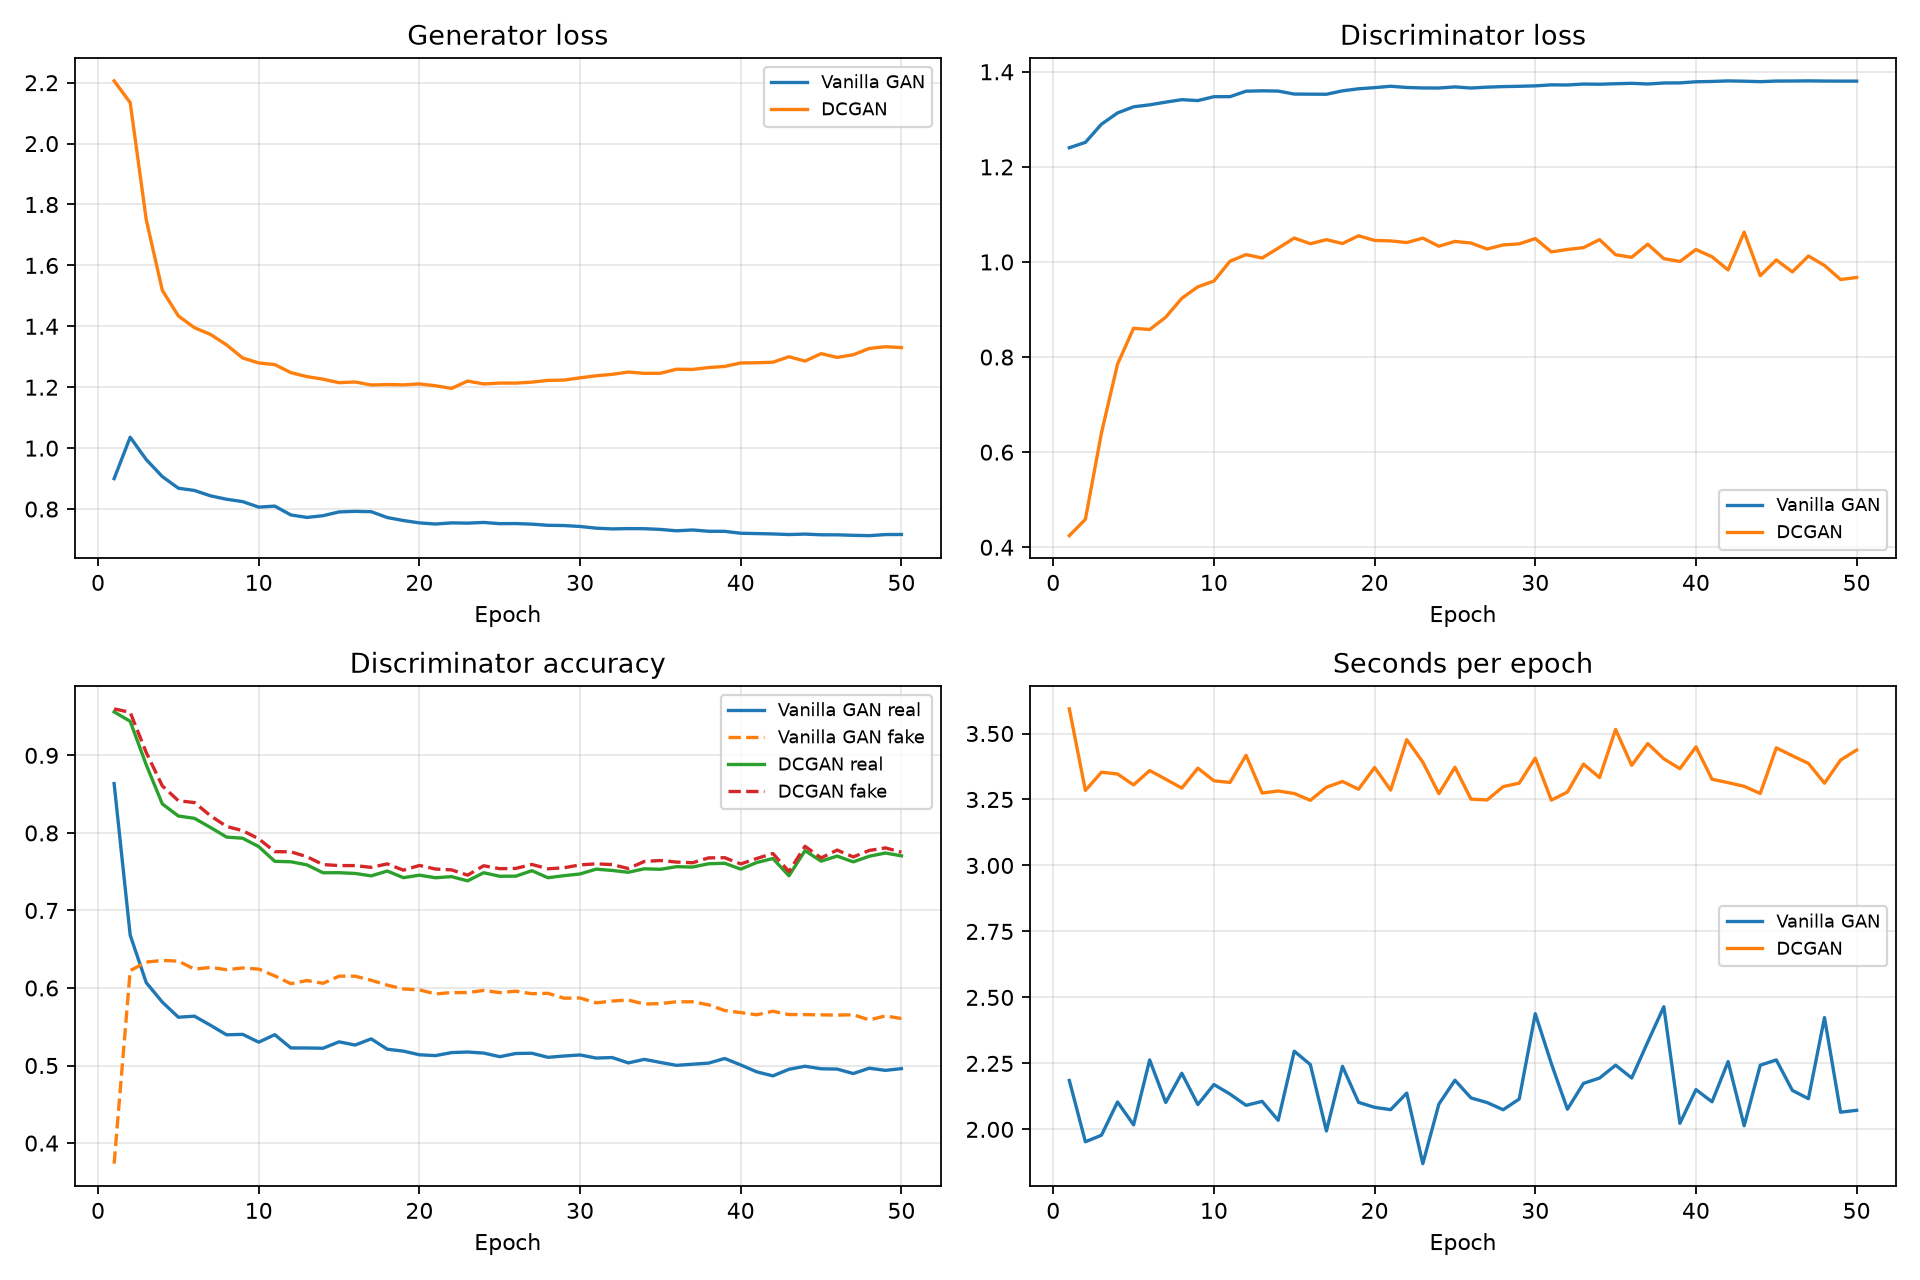 Generator loss
2.2
2.0
1.8
1.6
1.4
1.2
1.0
0.8
Vanilla GAN
DCGAN
0 10 20 30 40 50
Epoch
Discriminator loss
1.4
1.2
1.0
0.8
0.6
0.4
Vanilla GAN
DCGAN
0 10 20 30 40 50
Epoch
Discriminator accuracy
0.9
0.8
0.7
0.6
0.5
0.4
Vanilla GAN real
Vanilla GAN fake
DCGAN real
DCGAN fake
0 10 20 30 40 50
Epoch
Seconds per epoch
3.50
3.25
3.00
2.75
2.50
2.25
2.00
Vanilla GAN
DCGAN
0 10 20 30 40 50
Epoch